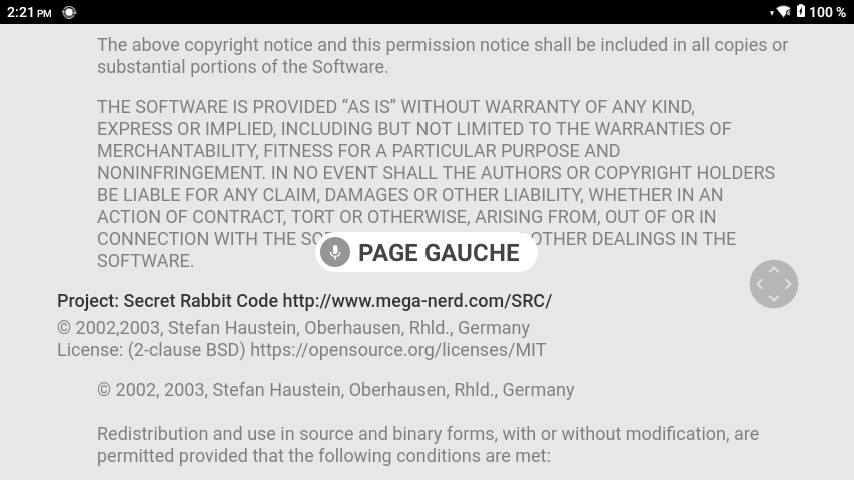 2:21 PM
100 %
The above copyright notice and this permission notice shall be included in all copies or
substantial portions of the Software.
THE SOFTWARE IS PROVIDED “AS IS” WITHOUT WARRANTY OF ANY KIND,
EXPRESS OR IMPLIED, INCLUDING BUT NOT LIMITED TO THE WARRANTIES OF
MERCHANTABILITY, FITNESS FOR A PARTICULAR PURPOSE AND
NONINFRINGEMENT. IN NO EVENT SHALL THE AUTHORS OR COPYRIGHT HOLDERS
BE LIABLE FOR ANY CLAIM, DAMAGES OR OTHER LIABILITY, WHETHER IN AN
ACTION OF CONTRACT, TORT OR OTHERWISE, ARISING FROM, OUT OF OR IN
CONNECTION WITH THE OTHER DEALINGS IN THE
PAGE GAUCHE
SOFTWARE.
Project: Secret Rabbit Code http://www.mega-nerd.com/SRC/
© 2002,2003, Stefan Haustein, Oberhausen, Rhld., Germany
License: (2-clause BSD) https://opensource.org/licenses/MIT
© 2002, 2003, Stefan Haustein, Oberhausen, Rhld., Germany
Redistribution and use in source and binary forms, with or without modification, are
permitted provided that the following conditions are met: